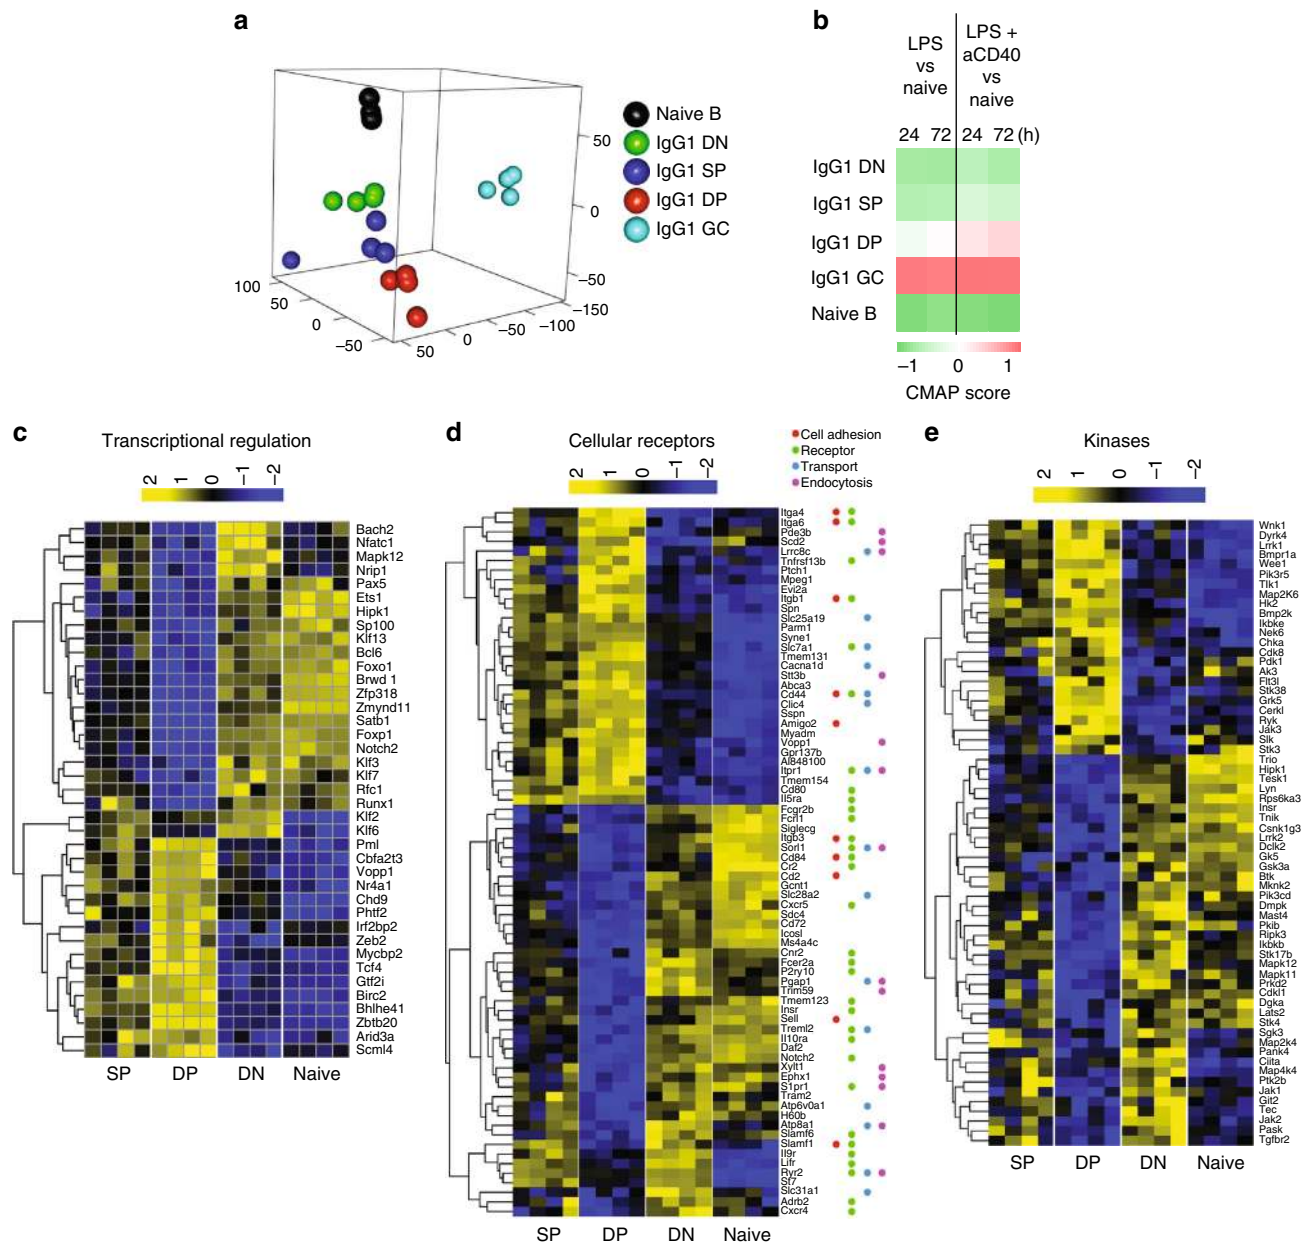 a
Naive B
IgG1 DN
IgG1 SP
IgG1 DP
IgG1 GC
50
0
−50
100
50
0
−50
50
0
−50
−100
−150
b
LPS
vs
naive
LPS +
aCD40
vs
naive
24 72 24 72 (h)
IgG1 DN
IgG1 SP
IgG1 DP
IgG1 GC
Naive B
−1 0 1
CMAP score
c
Transcriptional regulation
2 1 0 −1 −2
Bach2
Nfatc1
Mapk12
Nrip1
Pax5
Ets1
Hipk1
Sp100
Klf13
Bcl6
Foxo1
Brwd 1
Zfp318
Zmynd11
Satb1
Foxp1
Notch2
Klf3
Klf7
Rfc1
Runx1
Klf2
Klf6
Pml
Cbfa2t3
Vopp1
Nr4a1
Chd9
Phtf2
Irf2bp2
Zeb2
Mycbp2
Tcf4
Gtf2i
Birc2
Bhlhe41
Zbtb20
Arid3a
Scml4
SP DP DN Naive
d
Cellular receptors
2 1 0 −1 −2
Cell adhesion
Receptor
Transport
Endocytosis
Itga4
Itga6
Pde3b
Scd2
Lrrc8c
Tnfrsf13b
Ptch1
Mpeg1
Evi2a
Itgb1
Spn
Slc25a19
Parm1
Syne1
Slc7a1
Tmem131
Cacna1d
Stt3b
Abca3
Cd44
Clic4
Sspn
Amigo2
Myadm
Vopp1
Gpr137b
AI848100
Itpr1
Tmem154
Cd80
Il5ra
Fcgr2b
Fcrl1
Siglecg
Itgb3
Sorl1
Cd84
Cr2
Cd2
Gcnt1
Slc28a2
Cxcr5
Sdc4
Cd72
Icosl
Ms4a4c
Cnr2
Fcer2a
P2ry10
Pgap1
Trim59
Tmem123
Insr
Sell
Treml2
Il10ra
Daf2
Notch2
Xylt1
Ephx1
S1pr1
Tram2
Atp6v0a1
H60b
Atp8a1
Slamf6
Slamf1
Il9r
Lifr
Ryr2
St7
Slc31a1
Adrb2
Cxcr4
SP DP DN Naive
e
Kinases
2 1 0 −1 −2
Wnk1
Dyrk4
Lrrk1
Bmpr1a
Wee1
Pik3r5
Tlk1
Map2K6
Hk2
Bmp2k
Ikbke
Nek6
Chka
Cdk8
Pdk1
Ak3
Flt3l
Stk38
Grk5
Cerkl
Ryk
Jak3
Slk
Stk3
Trio
Hipk1
Tesk1
Lyn
Rps6ka3
Insr
Tnik
Csnk1g3
Lrrk2
Dclk2
Gk5
Gsk3a
Btk
Mknk2
Pik3cd
Dmpk
Mast4
Pkib
Ripk3
Ikbkb
Stk17b
Mapk12
Mapk11
Prkd2
Cdkl1
Dgka
Lats2
Stk4
Sgk3
Map2k4
Pank4
Ciita
Map4k4
Ptk2b
Jak1
Git2
Tec
Jak2
Pask
Tgfbr2
SP DP DN Naive